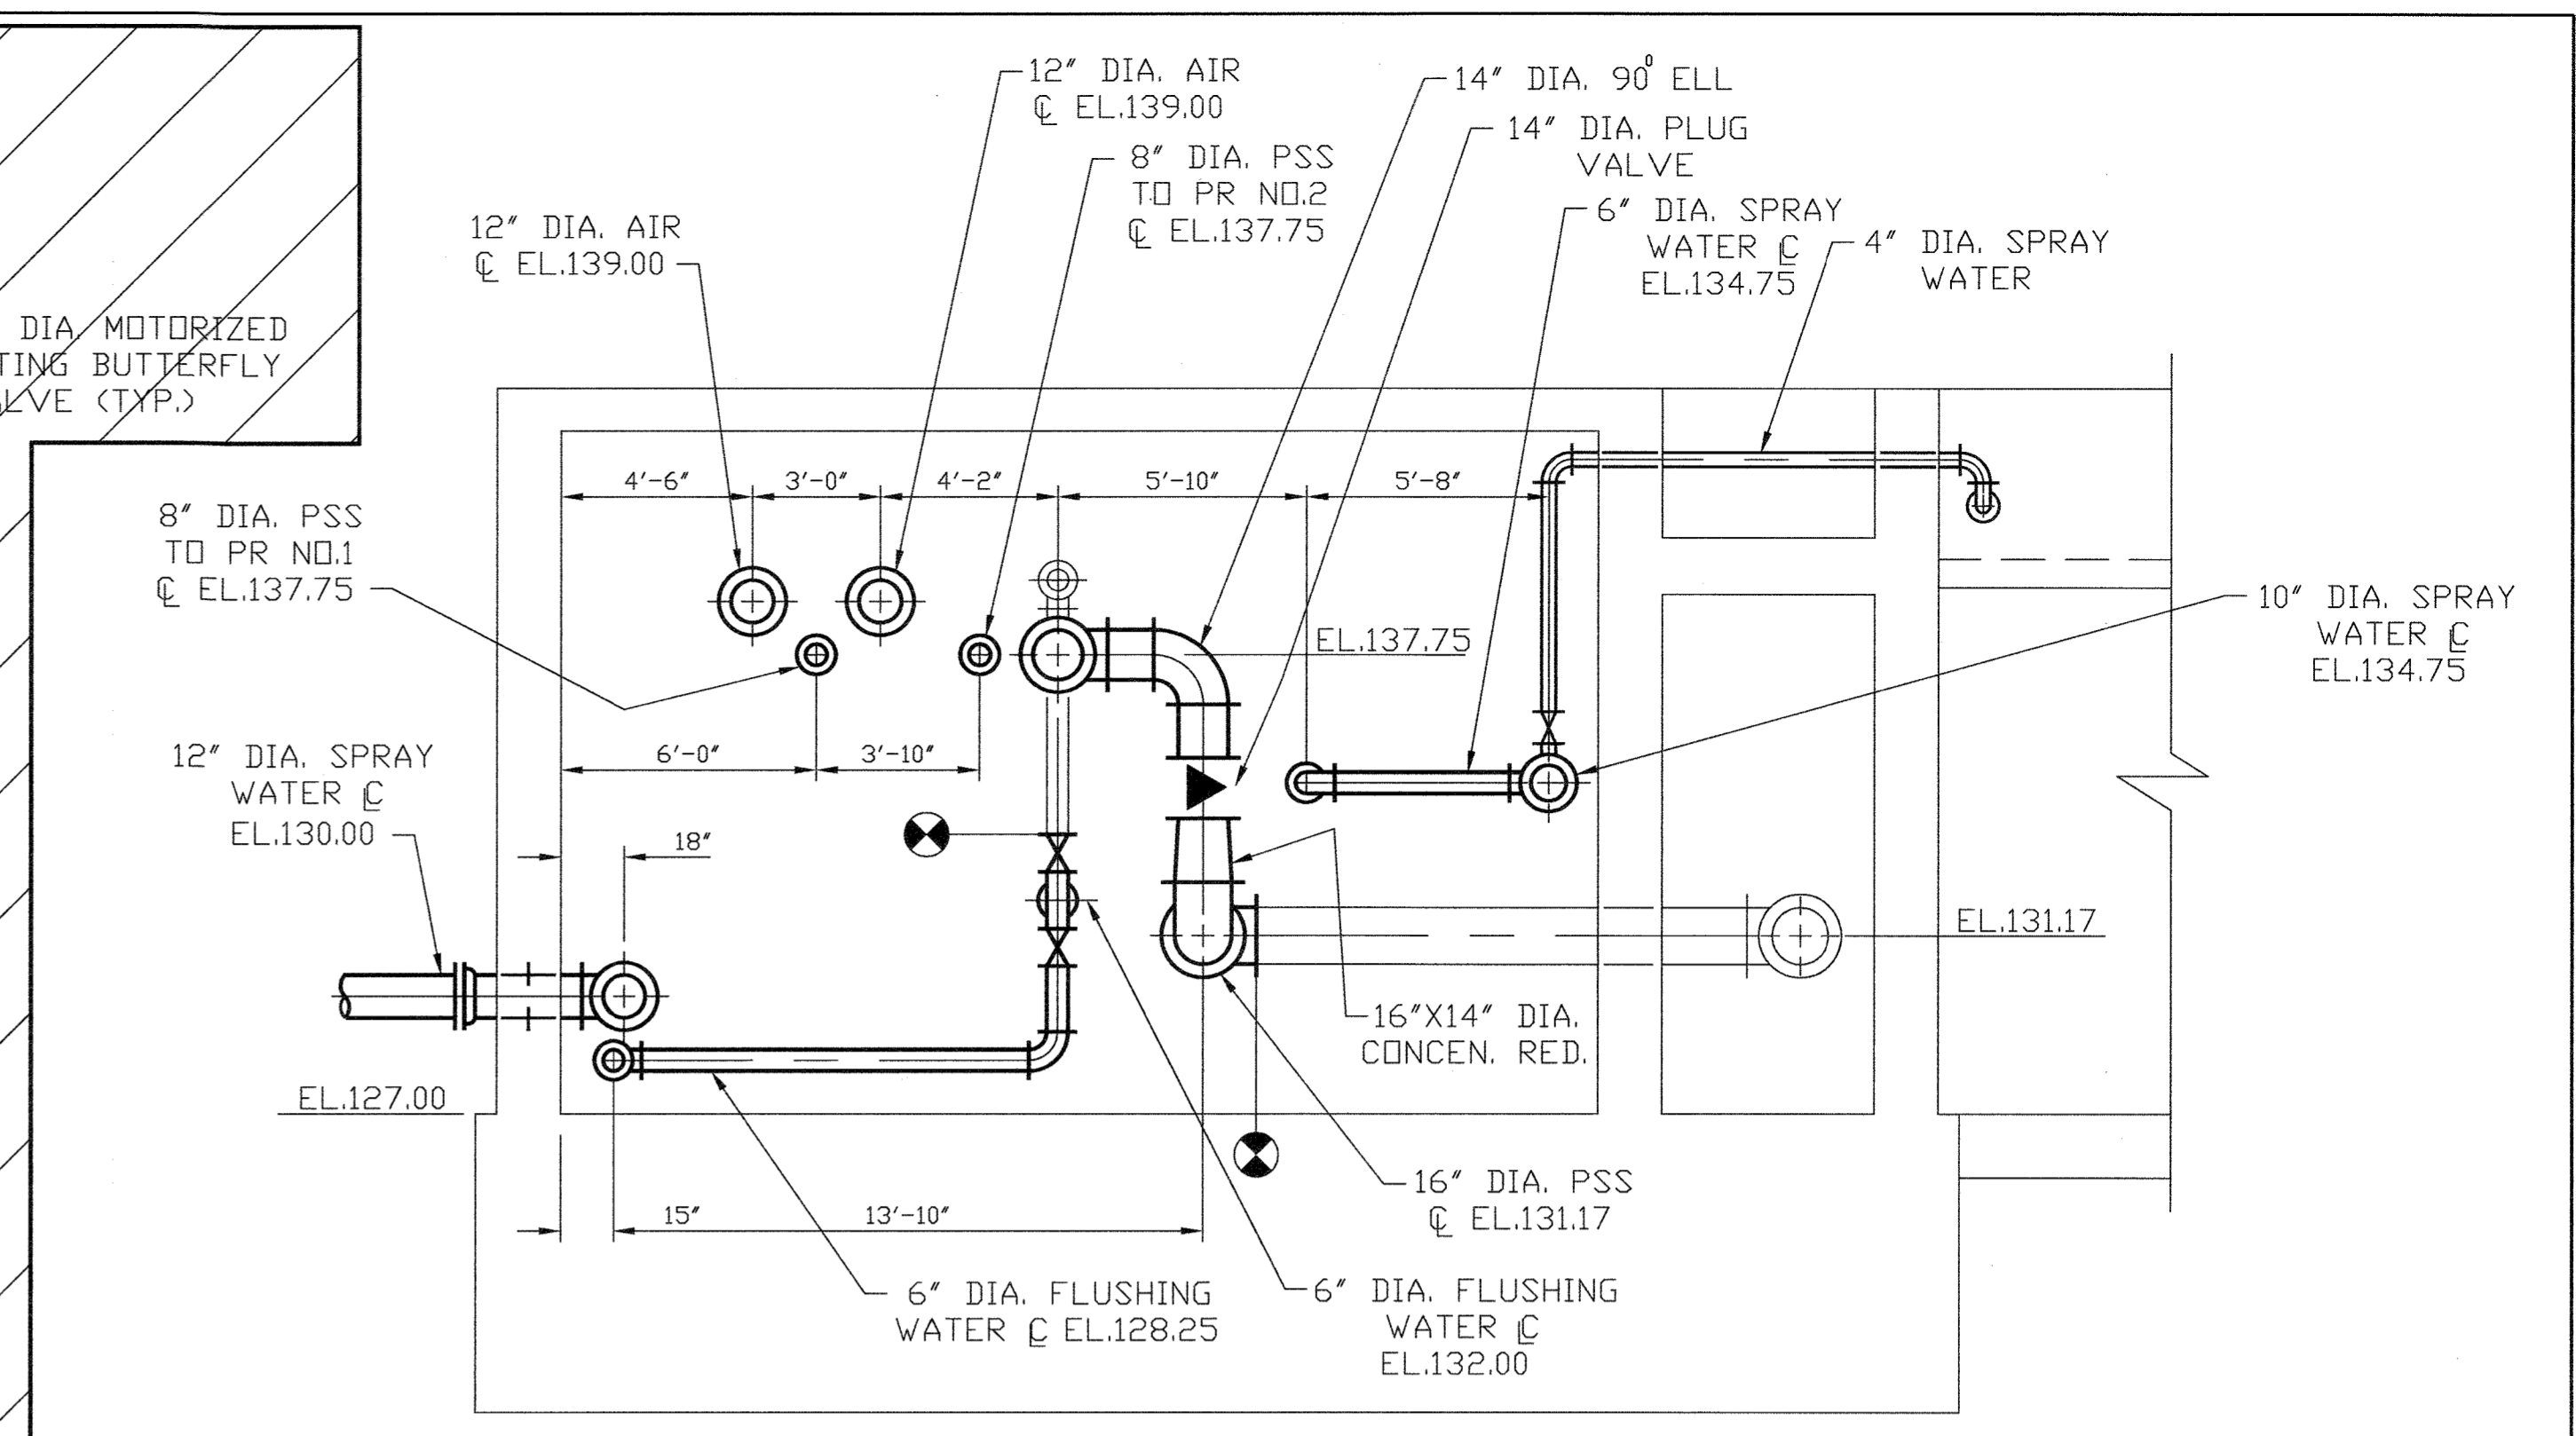 12" DIA. AIR
℄ EL.139.00
14" DIA. 90⁰ ELL
14" DIA. PLUG
VALVE
8" DIA. PSS
TO PR NO.2
℄ EL.137.75
6" DIA. SPRAY
WATER ℄
EL.134.75
4" DIA. SPRAY
WATER
12" DIA. AIR
℄ EL.139.00
DIA. MOTORIZED
TING BUTTERFLY
ALVE (TYP.)
4'-6"
3'-0"
4'-2"
5'-10"
5'-8"
8" DIA. PSS
TO PR NO.1
℄ EL.137.75
EL.137.75
10" DIA. SPRAY
WATER ℄
EL.134.75
12" DIA. SPRAY
WATER ℄
EL.130.00
6'-0"
3'-10"
18"
EL.131.17
16"X14" DIA.
CONCEN. RED.
EL.127.00
16" DIA. PSS
℄ EL.131.17
15"
13'-10"
6" DIA. FLUSHING
WATER ℄ EL.128.25
6" DIA. FLUSHING
WATER ℄
EL.132.00